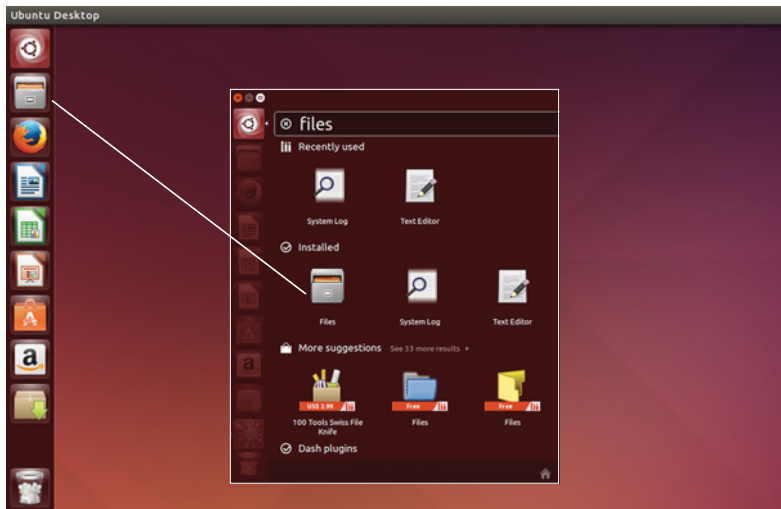 Ubuntu Desktop
files
Recently used
System Log
Text Editor
Installed
Files
System Log
Text Editor
More suggestions See 33 more results
US$ 2.99
Free
Free
100 Tools Swiss File
Knife
Files
Files
Dash plugins